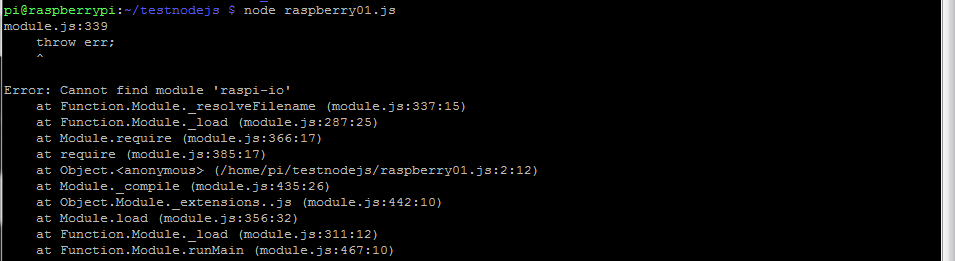 pi@raspberrypi:~/testnodejs $ node raspberry01.js
module.js:339
    throw err;
    ^

Error: Cannot find module 'raspi-io'
    at Function.Module._resolveFilename (module.js:337:15)
    at Function.Module._load (module.js:287:25)
    at Module.require (module.js:366:17)
    at require (module.js:385:17)
    at Object.<anonymous> (/home/pi/testnodejs/raspberry01.js:2:12)
    at Module._compile (module.js:435:26)
    at Object.Module._extensions..js (module.js:442:10)
    at Module.load (module.js:356:32)
    at Function.Module._load (module.js:311:12)
    at Function.Module.runMain (module.js:467:10)